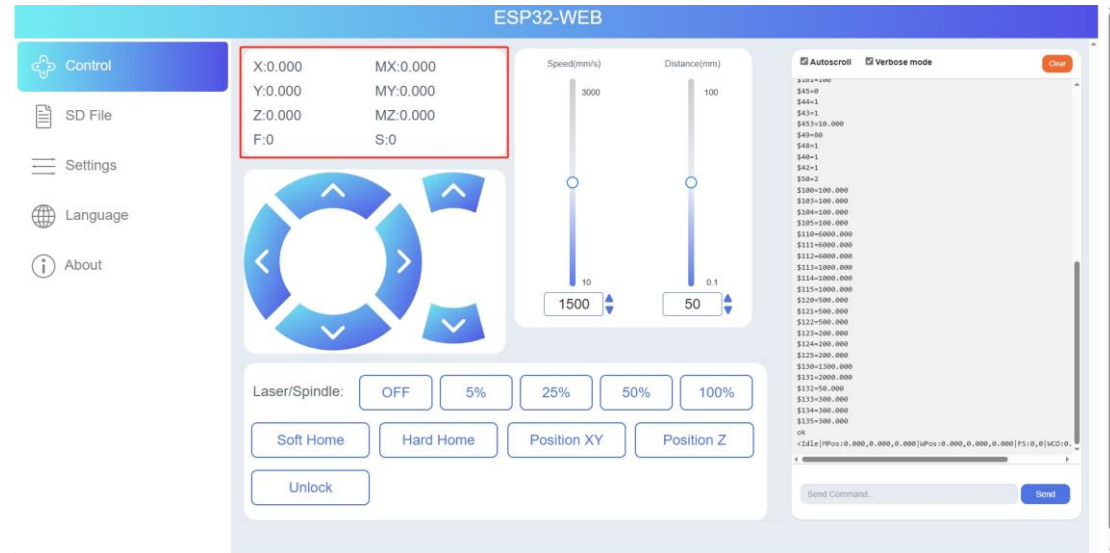 ESP32-WEB
Control
SD File
Settings
Language
About
X:0.000 MX:0.000
Y:0.000 MY:0.000
Z:0.000 MZ:0.000
F:0 S:0
Speed(mm/s) Distance(mm)
3000 100
10 0.1
1500 50
Laser/Spindle: OFF 5% 25% 50% 100%
Soft Home Hard Home Position XY Position Z
Unlock
Autoscroll Verbose mode Clear
$45=0
$44=1
$43=1
$453=10.000
$49=80
$48=1
$40=1
$42=1
$50=2
$100=100.000
$103=100.000
$104=100.000
$105=100.000
$110=6000.000
$111=6000.000
$112=6000.000
$113=1000.000
$114=1000.000
$115=1000.000
$120=500.000
$121=500.000
$122=500.000
$123=200.000
$124=200.000
$125=200.000
$130=1300.000
$131=2000.000
$132=50.000
$133=300.000
$134=300.000
$135=300.000
ok
<Idle|MPos:0.000,0.000,0.000|WPos:0.000,0.000,0.000|FS:0,0|WCO:0.
Send Command... Send